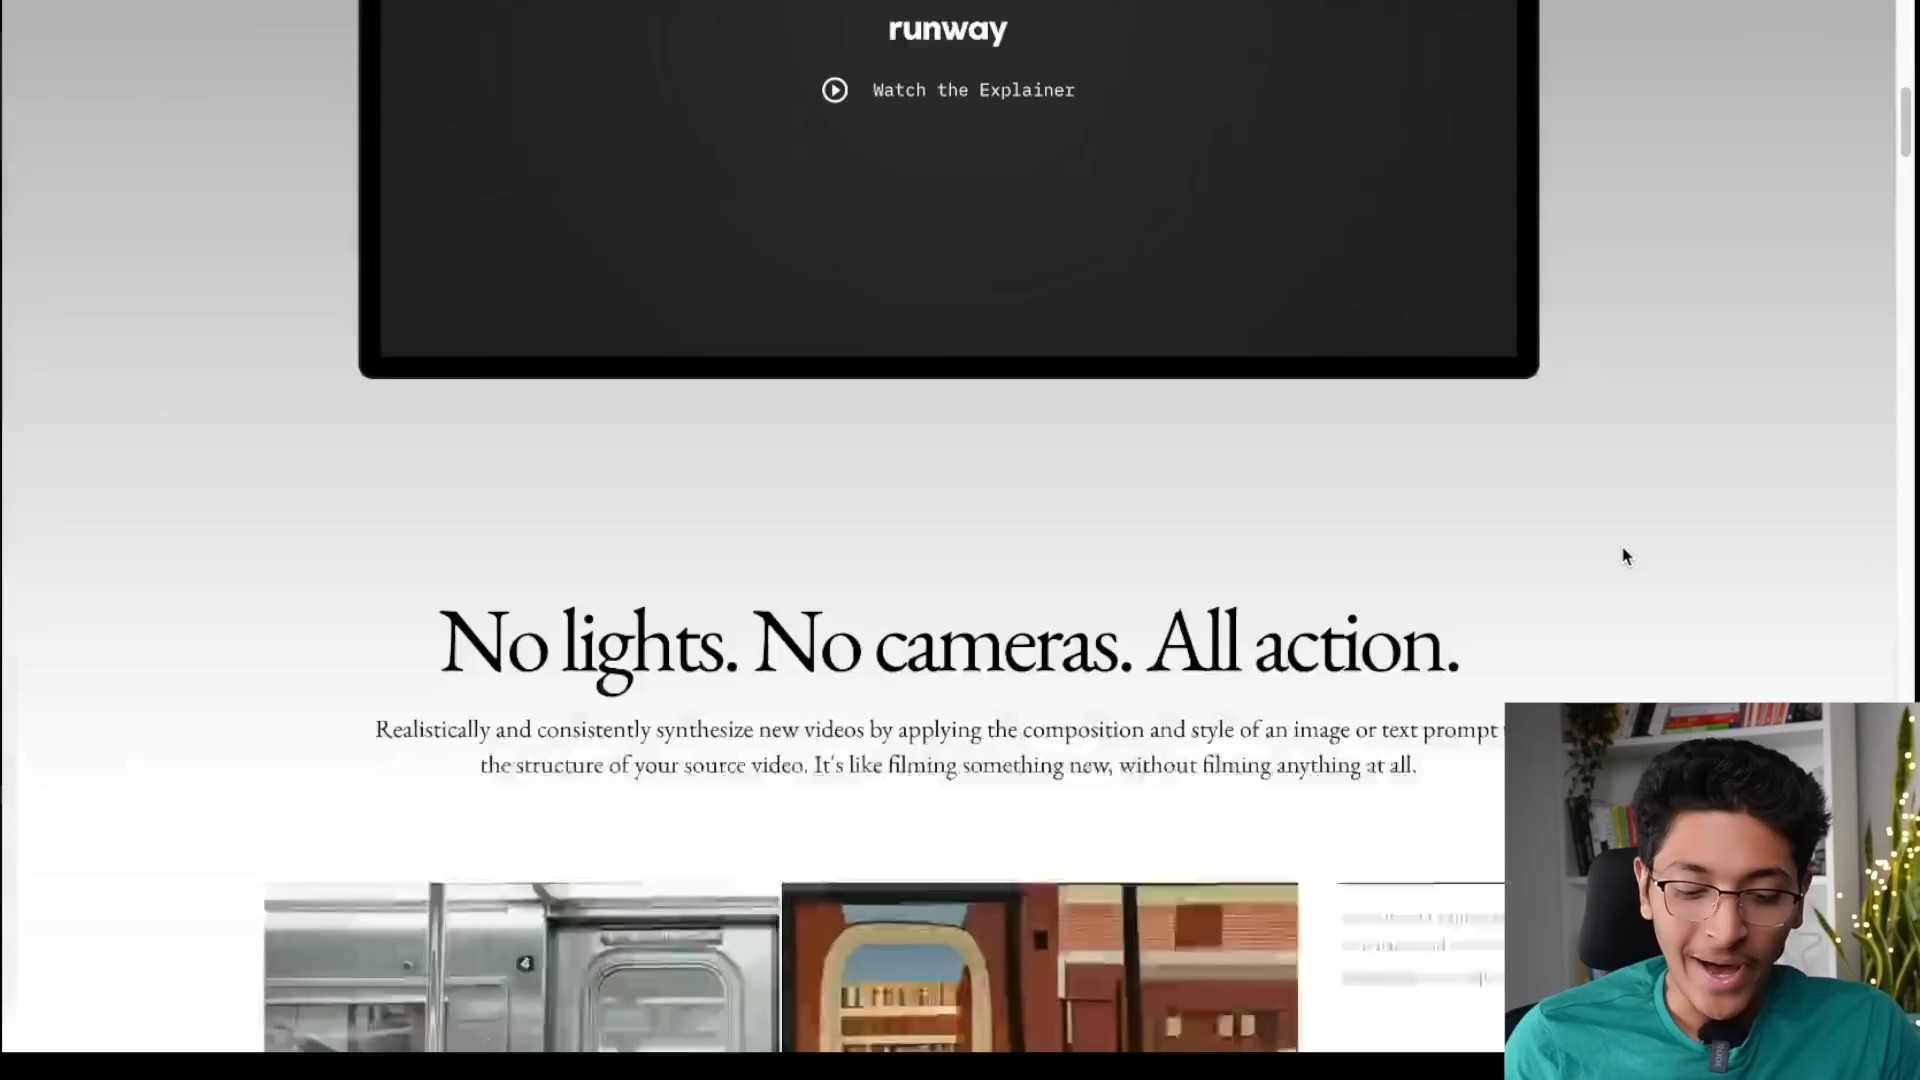 runway
Watch the Explainer
No lights. No cameras. All action.
Realistically and consistently synthesize new videos by applying the composition and style of an image or text prompt
the structure of your source video. It's like filming something new, without filming anything at all.
4